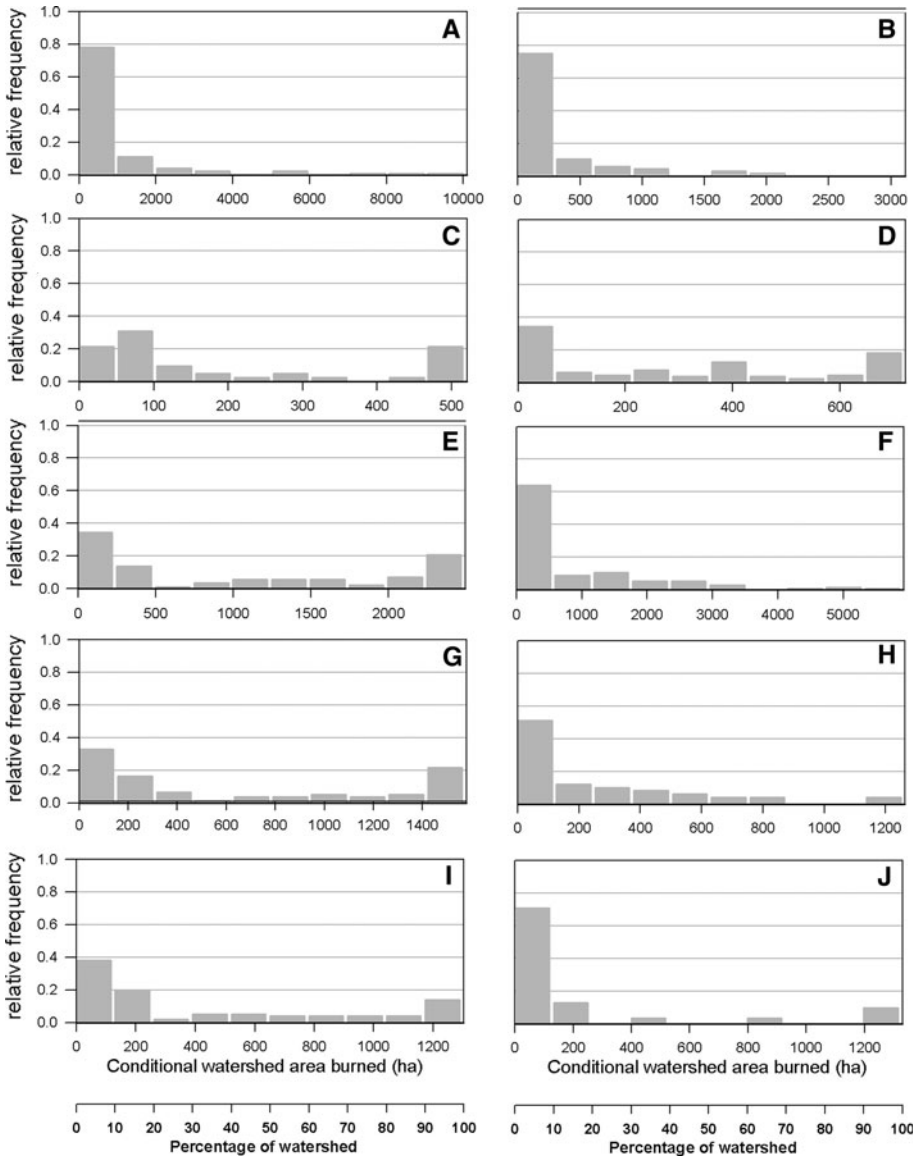 1.0
0.8
0.6
0.4
0.2
0.0
relative frequency
A
0 2000 4000 6000 8000 10000
B
0 500 1000 1500 2000 2500 3000
1.0
0.8
0.6
0.4
0.2
0.0
relative frequency
C
0 100 200 300 400 500
D
0 200 400 600
1.0
0.8
0.6
0.4
0.2
0.0
relative frequency
E
0 500 1000 1500 2000
F
0 1000 2000 3000 4000 5000
1.0
0.8
0.6
0.4
0.2
0.0
relative frequency
G
0 200 400 600 800 1000 1200 1400
H
0 200 400 600 800 1000 1200
1.0
0.8
0.6
0.4
0.2
0.0
relative frequency
I
0 200 400 600 800 1000 1200
Conditional watershed area burned (ha)
J
0 200 400 600 800 1000 1200
Conditional watershed area burned (ha)
0 10 20 30 40 50 60 70 80 90 100
Percentage of watershed
0 10 20 30 40 50 60 70 80 90 100
Percentage of watershed